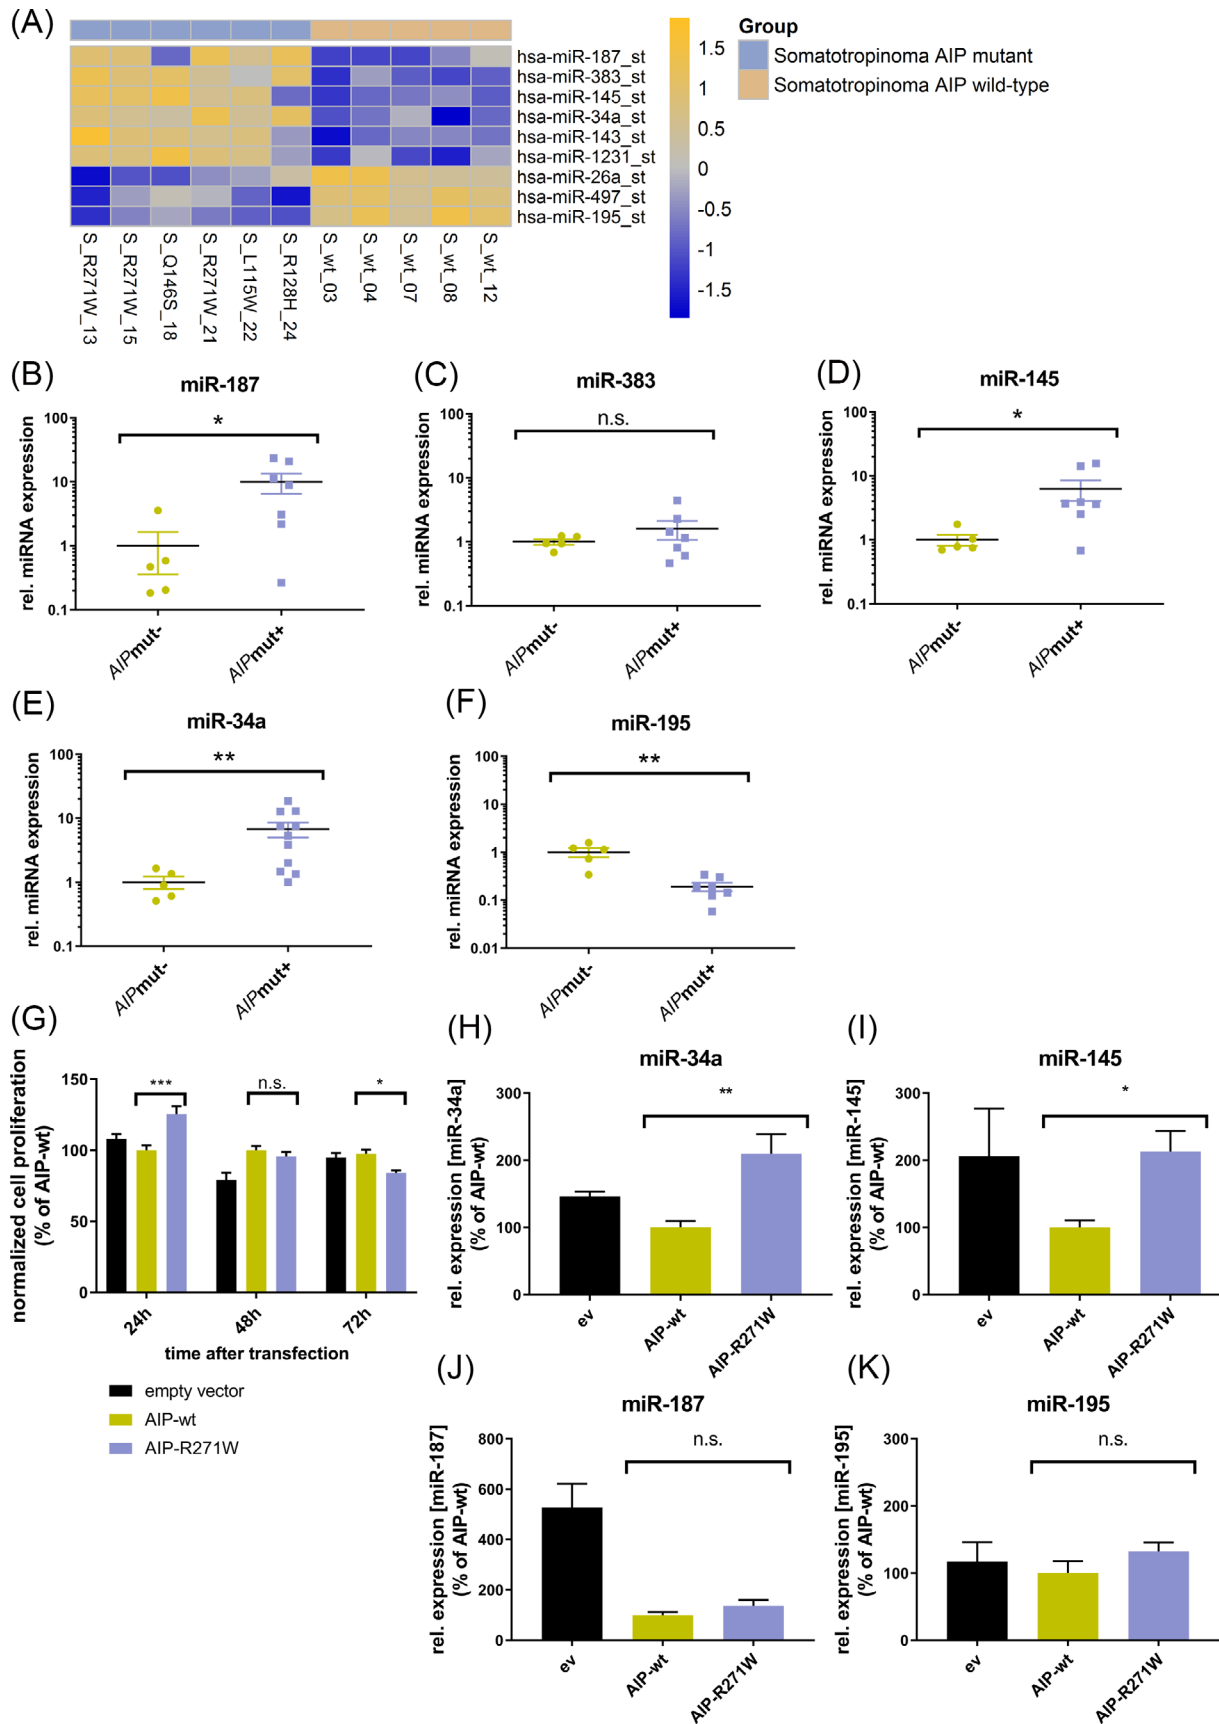 (A)
hsa-miR-187_st
hsa-miR-383_st
hsa-miR-145_st
hsa-miR-34a_st
hsa-miR-143_st
hsa-miR-1231_st
hsa-miR-26a_st
hsa-miR-497_st
hsa-miR-195_st
S_R271W_13
S_R271W_15
S_Q146S_18
S_R271W_21
S_L115W_22
S_R128H_24
S_wt_03
S_wt_04
S_wt_07
S_wt_08
S_wt_12
1.5
1
0.5
0
-0.5
-1
-1.5
Group
Somatotropinoma AIP mutant
Somatotropinoma AIP wild-type
(B)
miR-187
rel. miRNA expression
100
10
1
0.1
*
AIPmut-
AIPmut+
(C)
miR-383
rel. miRNA expression
100
10
1
0.1
n.s.
AIPmut-
AIPmut+
(D)
miR-145
rel. miRNA expression
100
10
1
0.1
*
AIPmut-
AIPmut+
(E)
miR-34a
rel. miRNA expression
100
10
1
0.1
**
AIPmut-
AIPmut+
(F)
miR-195
rel. miRNA expression
100
10
1
0.1
0.01
**
AIPmut-
AIPmut+
(G)
normalized cell proliferation
(% of AIP-wt)
150
100
50
0
***
n.s.
*
24h
48h
72h
time after transfection
empty vector
AIP-wt
AIP-R271W
(H)
miR-34a
rel. expression [miR-34a]
(% of AIP-wt)
300
200
100
0
**
ev
AIP-wt
AIP-R271W
(I)
miR-145
rel. expression [miR-145]
(% of AIP-wt)
300
200
100
0
*
ev
AIP-wt
AIP-R271W
(J)
miR-187
rel. expression [miR-187]
(% of AIP-wt)
800
600
400
200
0
n.s.
ev
AIP-wt
AIP-R271W
(K)
miR-195
rel. expression [miR-195]
(% of AIP-wt)
300
200
100
0
n.s.
ev
AIP-wt
AIP-R271W